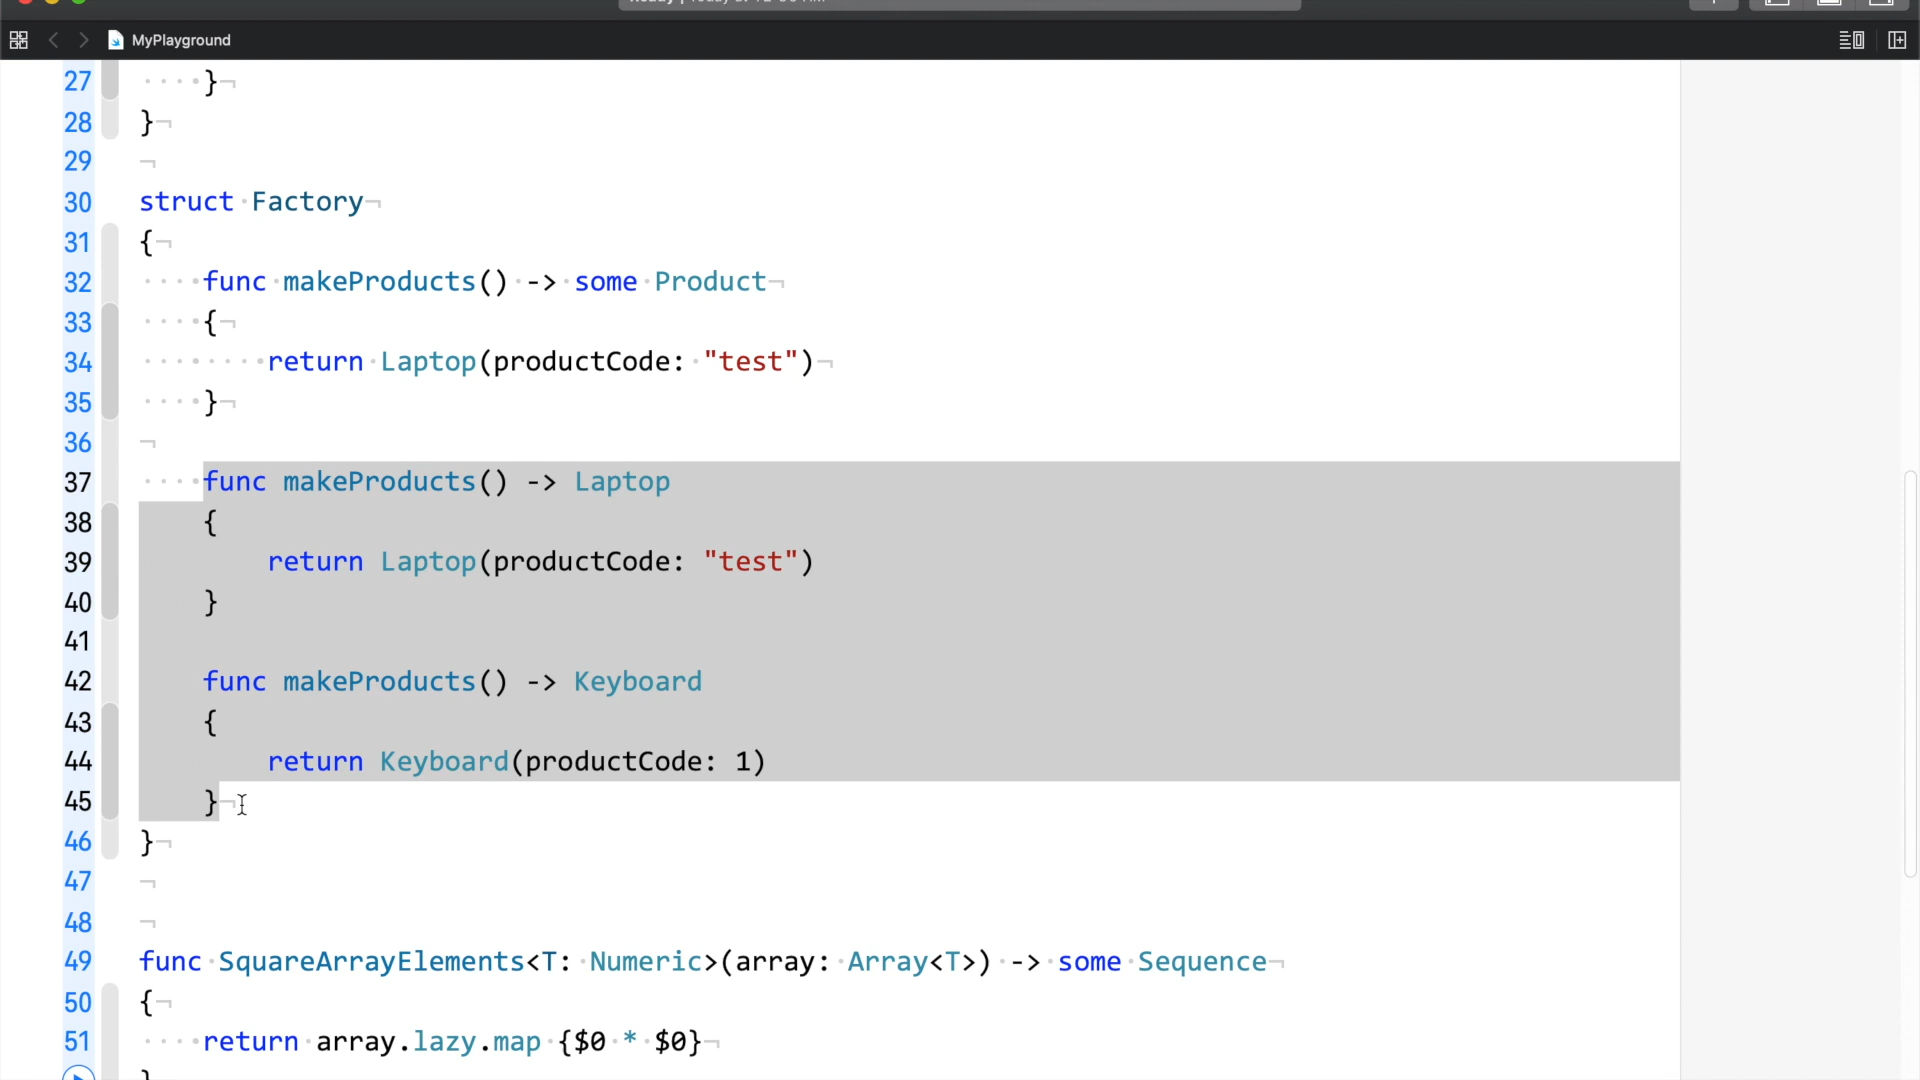 MyPlayground
27 }
28 }
29
30 struct Factory
31 {
32 func makeProducts() -> some Product
33 {
34 return Laptop(productCode: "test")
35 }
36
37 func makeProducts() -> Laptop
38 {
39 return Laptop(productCode: "test")
40 }
41
42 func makeProducts() -> Keyboard
43 {
44 return Keyboard(productCode: 1)
45 }
46 }
47
48
49 func SquareArrayElements<T: Numeric>(array: Array<T>) -> some Sequence
50 {
51 return array.lazy.map {$0 * $0}
}